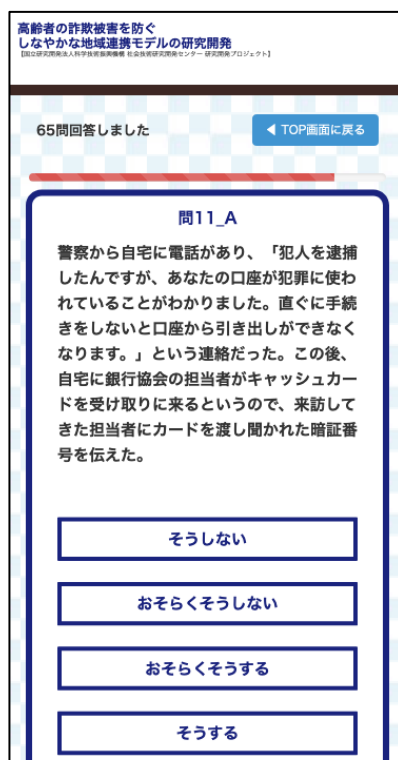 高齢者の詐欺被害を防ぐ
しなやかな地域連携モデルの研究開発
【国立研究開発法人科学技術振興機構 社会技術研究開発センター 研究開発プロジェクト】
65問回答しました
◀ TOP画面に戻る
問11_A
警察から自宅に電話があり、「犯人を逮捕
したんですが、あなたの口座が犯罪に使わ
れていることがわかりました。直ぐに手続
きをしないと口座から引き出しができなく
なります。」という連絡だった。この後、
自宅に銀行協会の担当者がキャッシュカー
ドを受け取りに来るというので、来訪して
きた担当者にカードを渡し聞かれた暗証番
号を伝えた。
そうしない
おそらくそうしない
おそらくそうする
そうする